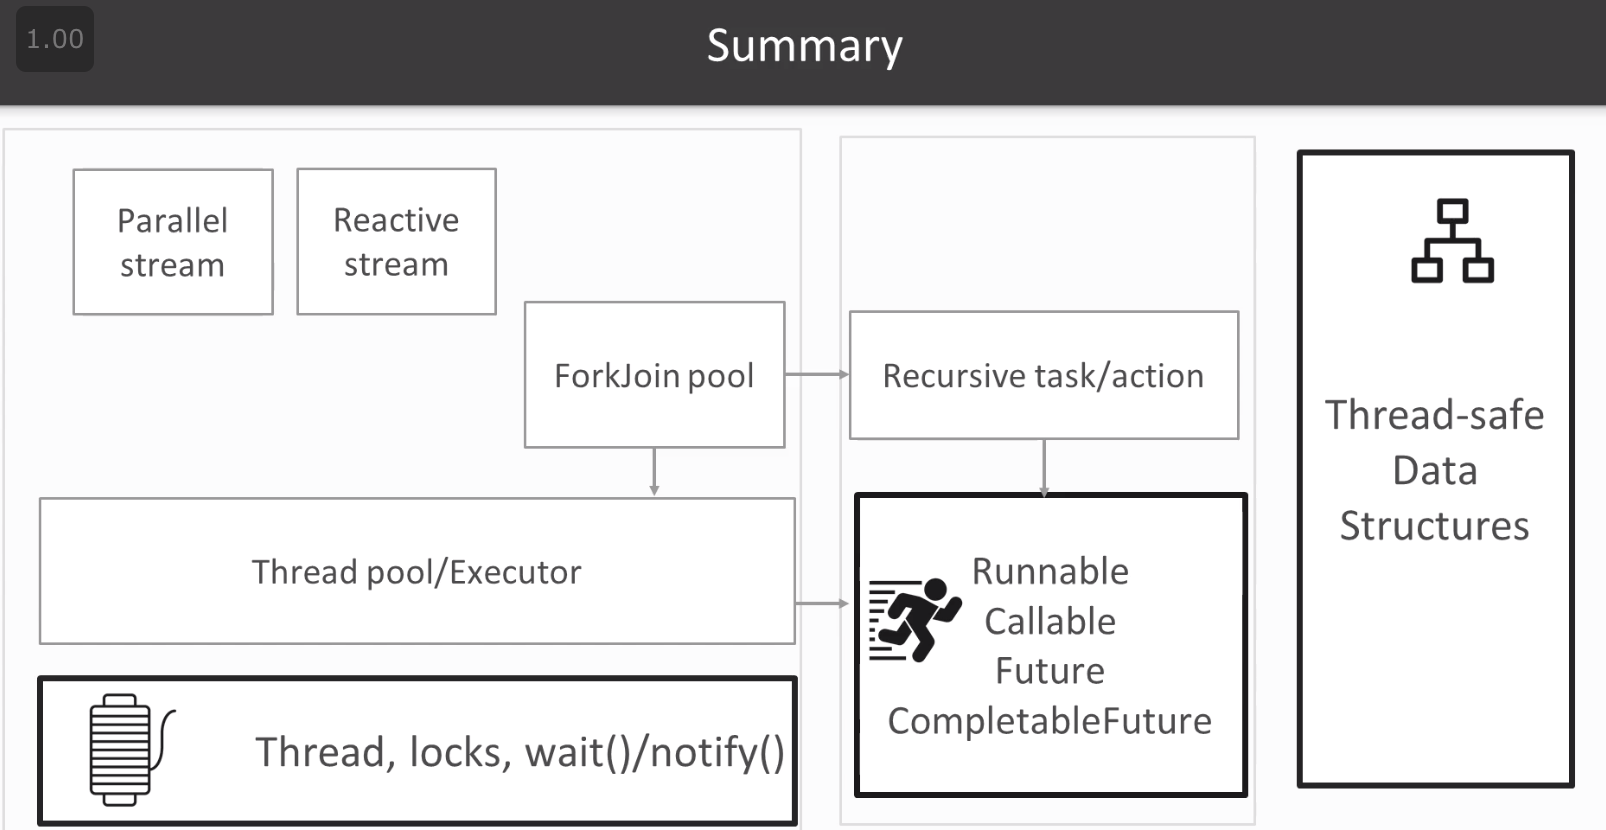 1.00
Summary
Parallel
stream
Reactive
stream
ForkJoin pool
Recursive task/action
Thread pool/Executor
Thread, locks, wait()/notify()
Runnable
Callable
Future
CompletableFuture
Thread-safe
Data
Structures